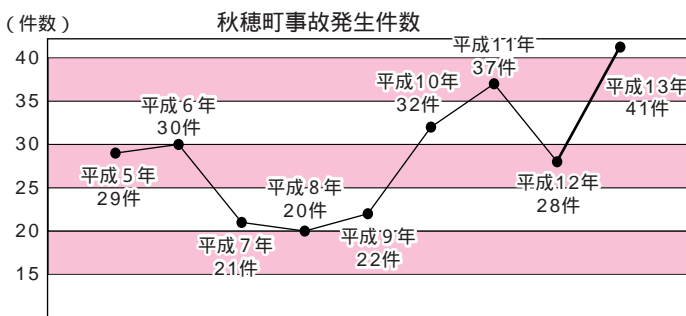 (件数)
秋穂町事故発生件数
40
35
30
25
20
15
平成5年
29件
平成6年
30件
平成7年
21件
平成8年
20件
平成9年
22件
平成10年
32件
平成11年
37件
平成12年
28件
平成13年
41件